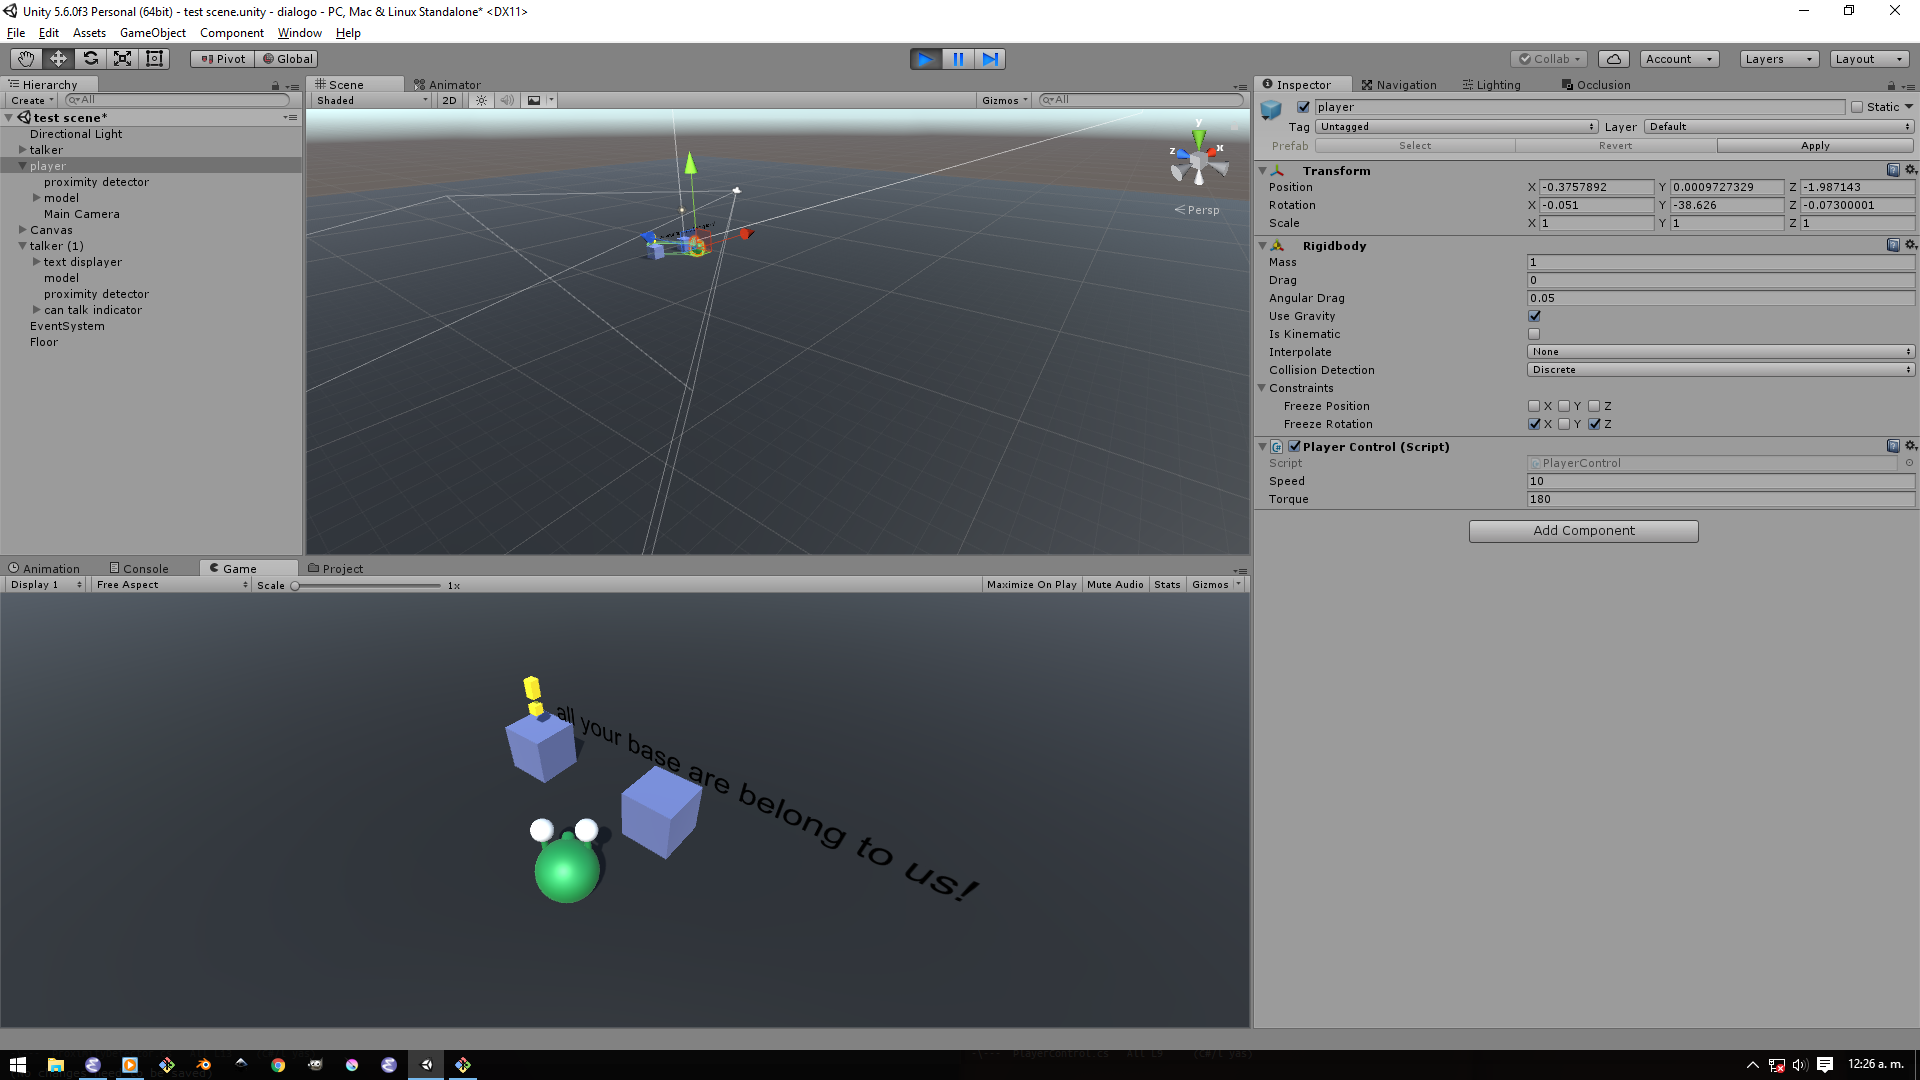 Unity 5.6.0f3 Personal (64bit) - test scene.unity - dialogo - PC, Mac & Linux Standalone* <DX11>
File Edit Assets GameObject Component Window Help
Pivot Global Collab Account Layers Layout
Hierarchy
Create All
test scene*
Directional Light
talker
player
proximity detector
model
Main Camera
Canvas
talker (1)
text displayer
model
proximity detector
can talk indicator
EventSystem
Floor
Scene Animator
Shaded 2D Gizmos All
y
z x
Persp
Inspector Navigation Lighting Occlusion
player Static
Tag Untagged Layer Default
Prefab Select Revert Apply
Transform
Position X -0.3757892 Y 0.0009727329 Z -1.987143
Rotation X -0.051 Y -38.626 Z -0.07300001
Scale X 1 Y 1 Z 1
Rigidbody
Mass 1
Drag 0
Angular Drag 0.05
Use Gravity
Is Kinematic
Interpolate None
Collision Detection Discrete
Constraints
Freeze Position X Y Z
Freeze Rotation X Y Z
Player Control (Script)
Script PlayerControl
Speed 10
Torque 180
Add Component
Animation Console Game Project
Display 1 Free Aspect Scale 1x Maximize On Play Mute Audio Stats Gizmos
all your base are belong to us!
PlayerControl.cs All L9 (C#/l yas)
12:26 a. m.